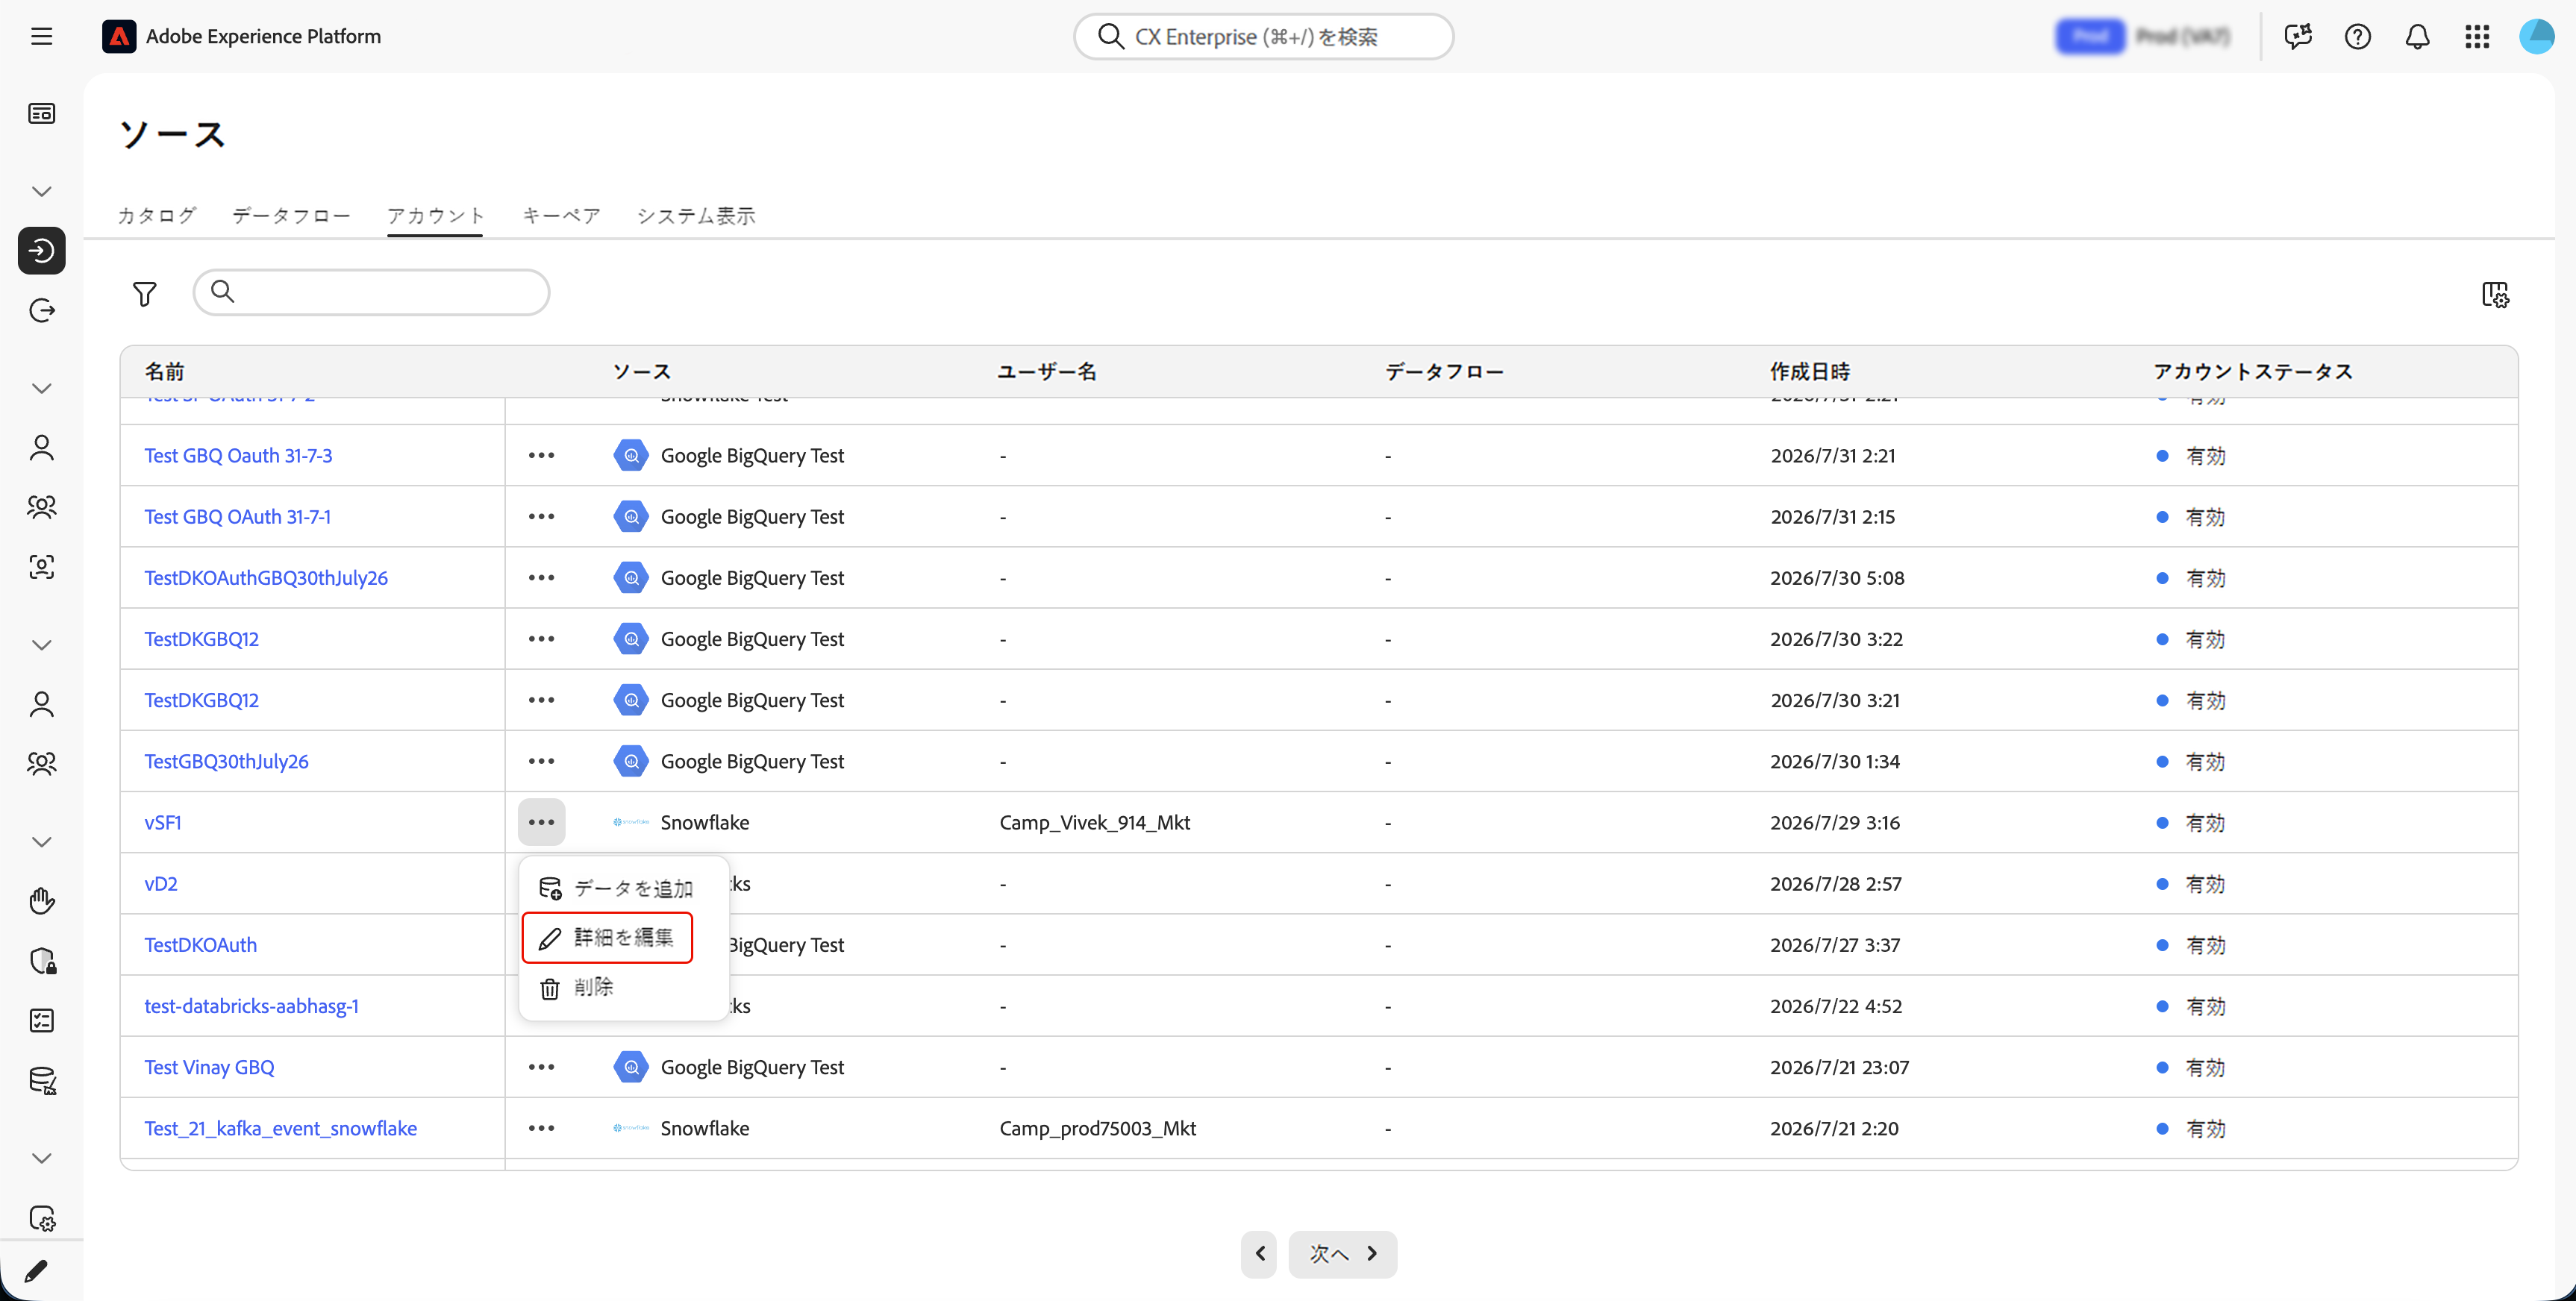 Adobe Experience Platform
CX Enterprise (⌘+/) を検索
Prod Prod (VA7)
ソース
カタログ データフロー アカウント キーペア システム表示
名前 ソース ユーザー名 データフロー 作成日時 アカウントステータス
Test GBQ Oauth 31-7-3 Google BigQuery Test - - 2026/7/31 2:21 有効
Test GBQ OAuth 31-7-1 Google BigQuery Test - - 2026/7/31 2:15 有効
TestDKOAuthGBQ30thJuly26 Google BigQuery Test - - 2026/7/30 5:08 有効
TestDKGBQ12 Google BigQuery Test - - 2026/7/30 3:22 有効
TestDKGBQ12 Google BigQuery Test - - 2026/7/30 3:21 有効
TestGBQ30thJuly26 Google BigQuery Test - - 2026/7/30 1:34 有効
vSF1 snowflake Snowflake Camp_Vivek_914_Mkt - 2026/7/29 3:16 有効
vD2 cks - - 2026/7/28 2:57 有効
TestDKOAuth BigQuery Test - - 2026/7/27 3:37 有効
test-databricks-aabhasg-1 cks - - 2026/7/22 4:52 有効
データを追加
詳細を編集
削除
Test Vinay GBQ Google BigQuery Test - - 2026/7/21 23:07 有効
Test_21_kafka_event_snowflake snowflake Snowflake Camp_prod75003_Mkt - 2026/7/21 2:20 有効
次へ